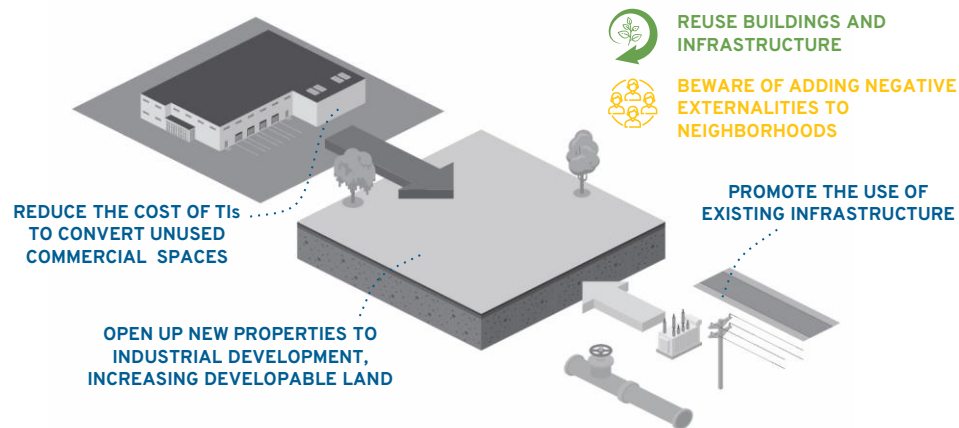 REUSE BUILDINGS AND
INFRASTRUCTURE
BEWARE OF ADDING NEGATIVE
EXTERNALITIES TO
NEIGHBORHOODS
REDUCE THE COST OF TIs
TO CONVERT UNUSED
COMMERCIAL SPACES
PROMOTE THE USE OF
EXISTING INFRASTRUCTURE
OPEN UP NEW PROPERTIES TO
INDUSTRIAL DEVELOPMENT,
INCREASING DEVELOPABLE LAND